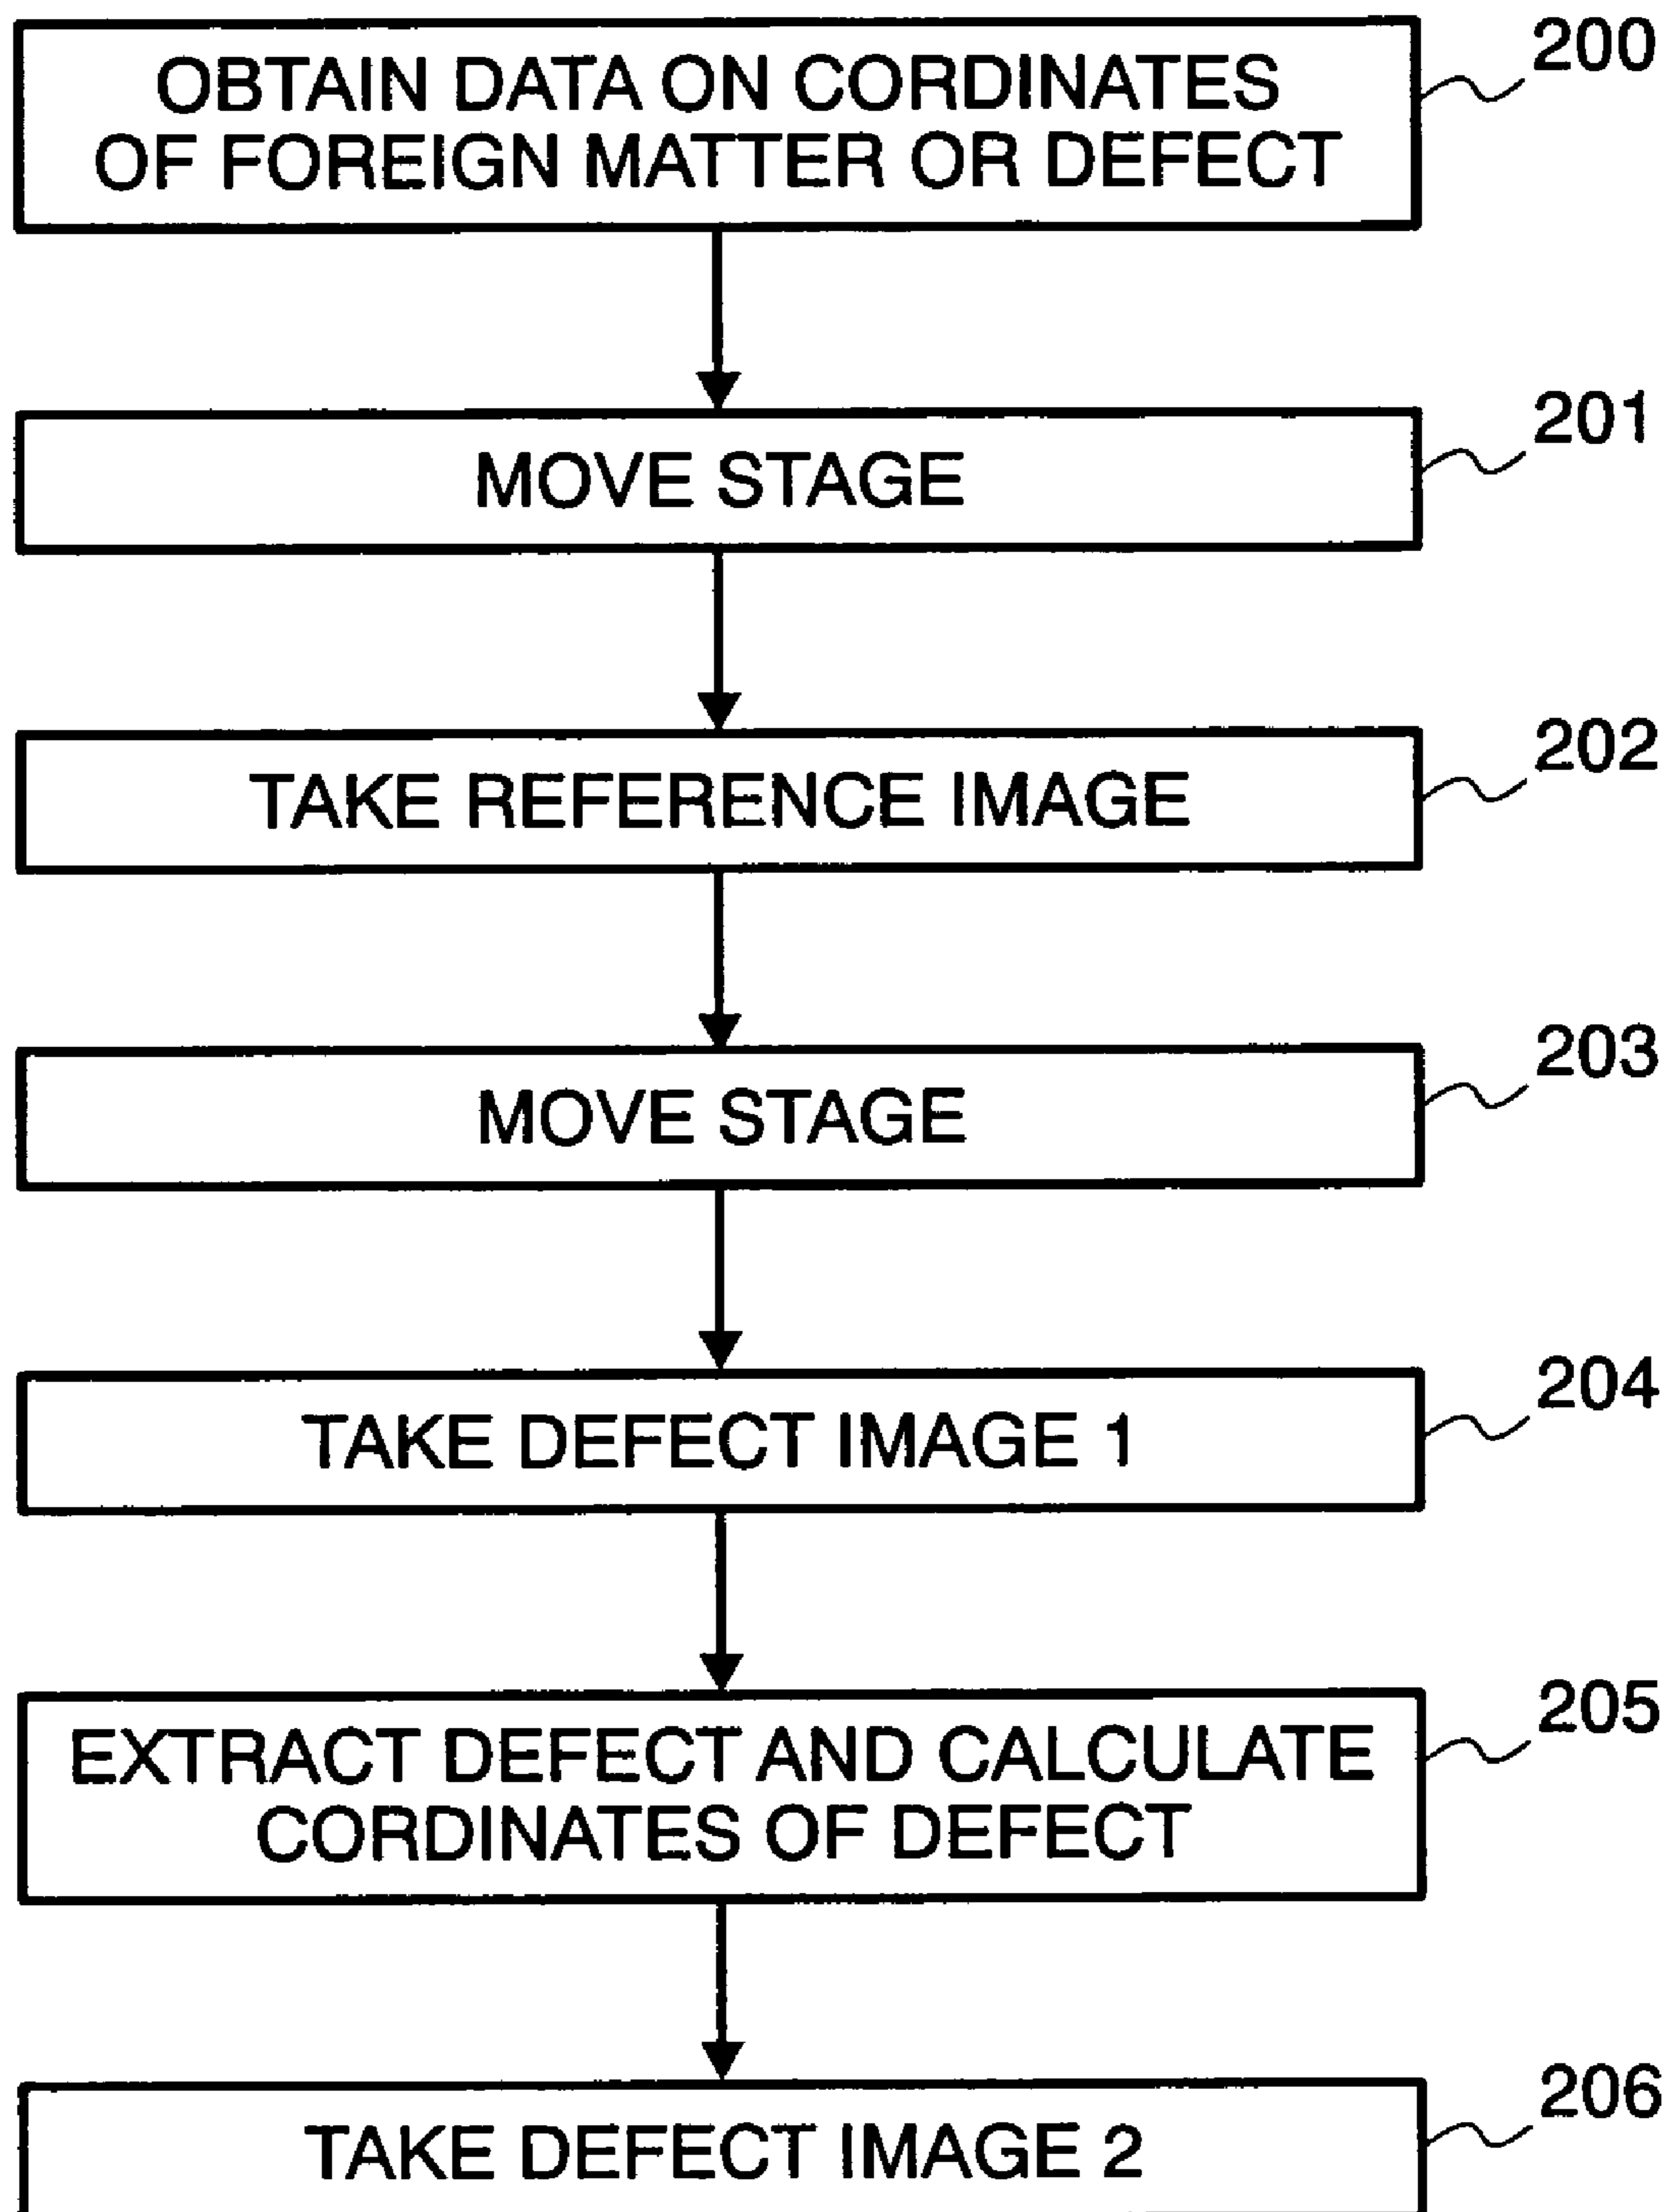 200
OBTAIN DATA ON CORDINATES
OF FOREIGN MATTER OR DEFECT
201
MOVE STAGE
202
TAKE REFERENCE IMAGE
203
MOVE STAGE
204
TAKE DEFECT IMAGE 1
205
EXTRACT DEFECT AND CALCULATE
CORDINATES OF DEFECT
206
TAKE DEFECT IMAGE 2